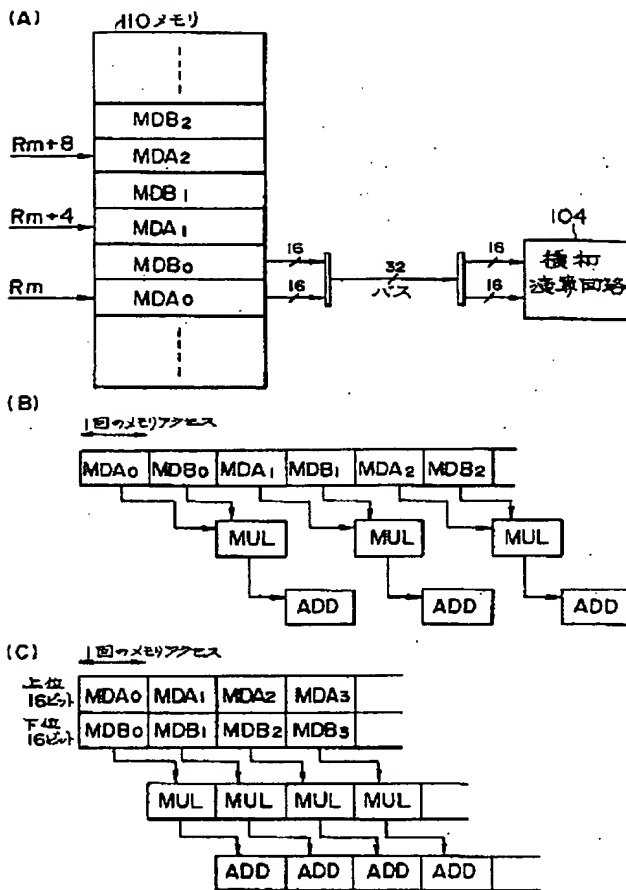 (A)
110メモリ
MDB2
Rm+8
MDA2
MDB1
Rm+4
MDA1
MDB0
16
32
16
104
積和
演算回路
バス
Rm
MDA0
16
16
(B)
1回のメモリアクセス
MDA0 MDB0 MDA1 MDB1 MDA2 MDB2
MUL MUL MUL
ADD ADD ADD
(C)
1回のメモリアクセス
上位
16ビット
MDA0 MDA1 MDA2 MDA3
下位
16ビット
MDB0 MDB1 MDB2 MDB3
MUL MUL MUL MUL
ADD ADD ADD ADD